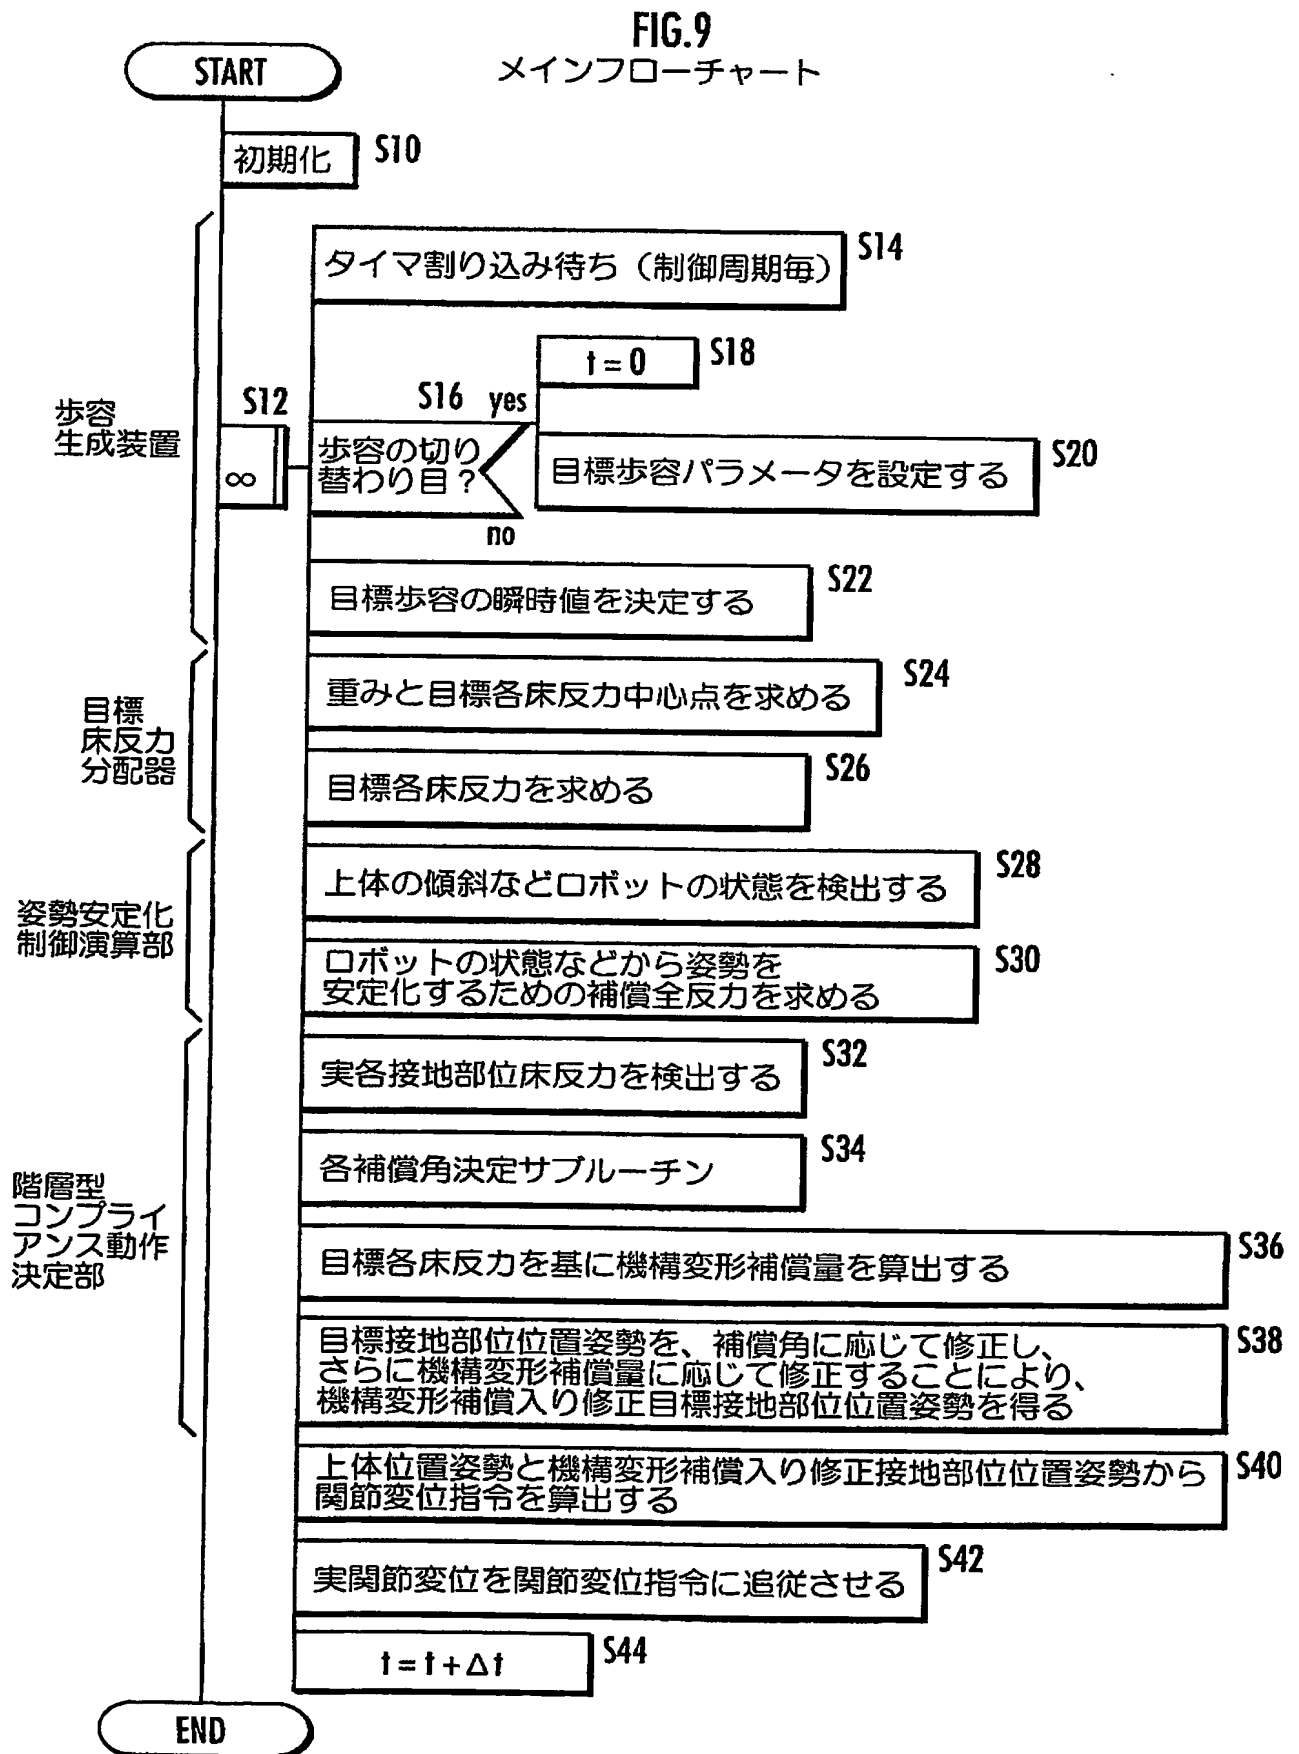 FIG.9
メインフローチャート
START
初期化
S10
タイマ割り込み待ち（制御周期毎）
S14
t = 0
S18
S12
∞
S16
yes
歩容の切り
替わり目？
no
目標歩容パラメータを設定する
S20
歩容
生成装置
目標歩容の瞬時値を決定する
S22
目標
床反力
分配器
重みと目標各床反力中心点を求める
S24
目標各床反力を求める
S26
姿勢安定化
制御演算部
上体の傾斜などロボットの状態を検出する
S28
ロボットの状態などから姿勢を
安定化するための補償全反力を求める
S30
階層型
コンプライ
アンス動作
決定部
実各接地部位床反力を検出する
S32
各補償角決定サブルーチン
S34
目標各床反力を基に機構変形補償量を算出する
S36
目標接地部位位置姿勢を、補償角に応じて修正し、
さらに機構変形補償量に応じて修正することにより、
機構変形補償入り修正目標接地部位位置姿勢を得る
S38
上体位置姿勢と機構変形補償入り修正接地部位位置姿勢から
関節変位指令を算出する
S40
実関節変位を関節変位指令に追従させる
S42
t = t + Δt
S44
END